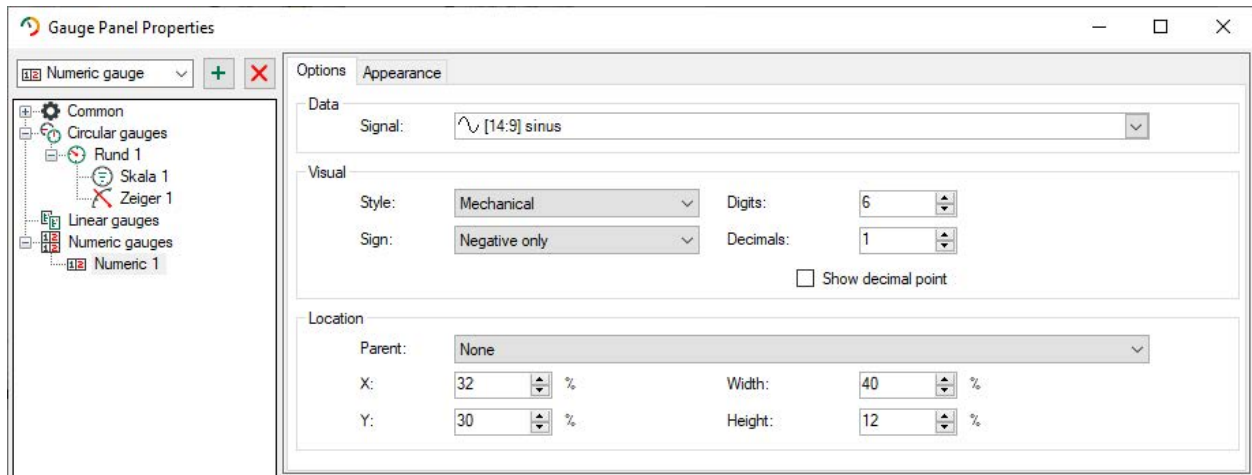 Gauge Panel Properties
Numeric gauge
Common
Circular gauges
Rund 1
Skala 1
Zeiger 1
Linear gauges
Numeric gauges
Numeric 1
Options Appearance
Data
Signal: [14:9] sinus
Visual
Style: Mechanical Digits: 6
Sign: Negative only Decimals: 1
Show decimal point
Location
Parent: None
X: 32 % Width: 40 %
Y: 30 % Height: 12 %